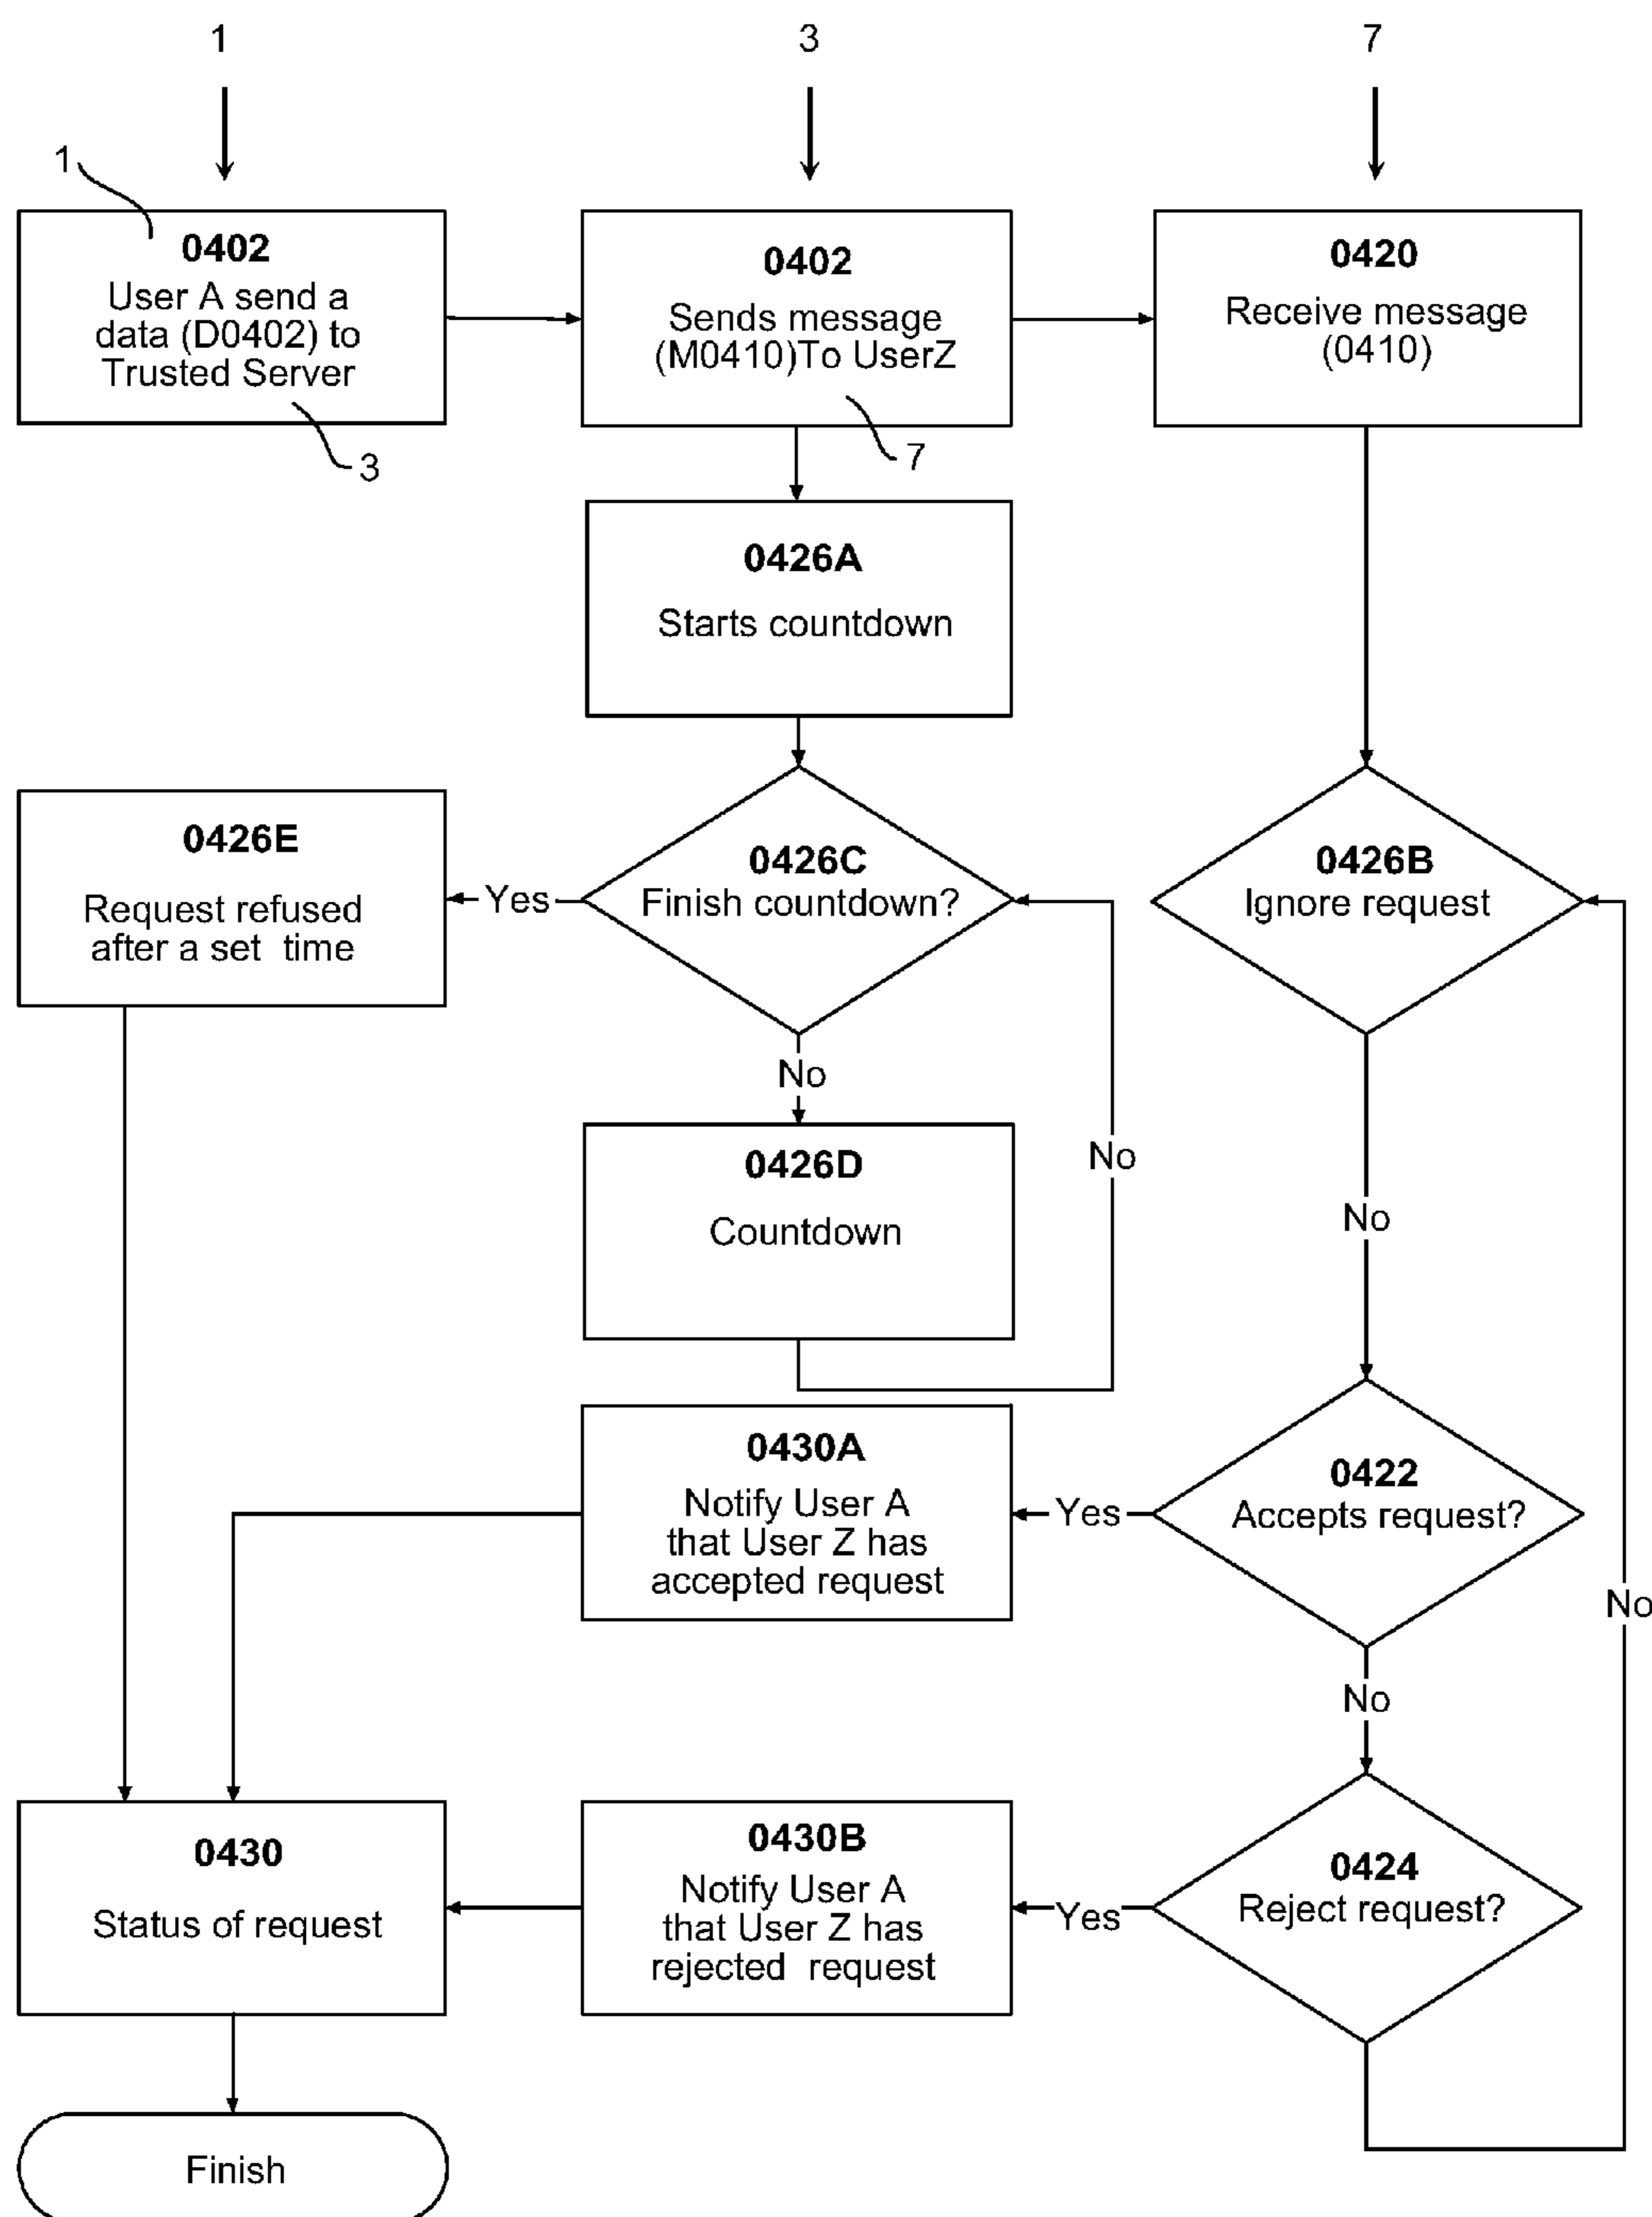 1
3
7
1
0402
User A send a
data (D0402) to
Trusted Server
3
0402
Sends message
(M0410)To UserZ
7
0420
Receive message
(0410)
0426A
Starts countdown
0426E
Request refused
after a set time
Yes
0426C
Finish countdown?
0426B
Ignore request
No
0426D
Countdown
No
No
0430A
Notify User A
that User Z has
accepted request
Yes
0422
Accepts request?
No
No
0430
Status of request
0430B
Notify User A
that User Z has
rejected request
Yes
0424
Reject request?
Finish